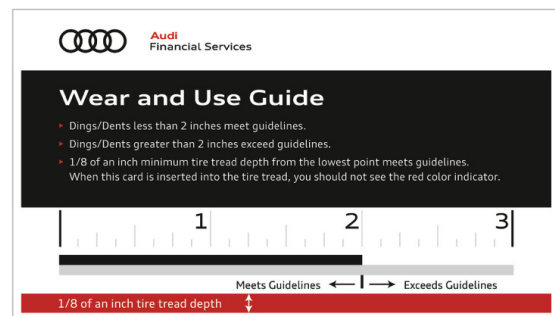 Audi
Financial Services
Wear and Use Guide
▸ Dings/Dents less than 2 inches meet guidelines.
▸ Dings/Dents greater than 2 inches exceed guidelines.
▸ 1/8 of an inch minimum tire tread depth from the lowest point meets guidelines.
When this card is inserted into the tire tread, you should not see the red color indicator.
1 2 3
Meets Guidelines ← → Exceeds Guidelines
1/8 of an inch tire tread depth